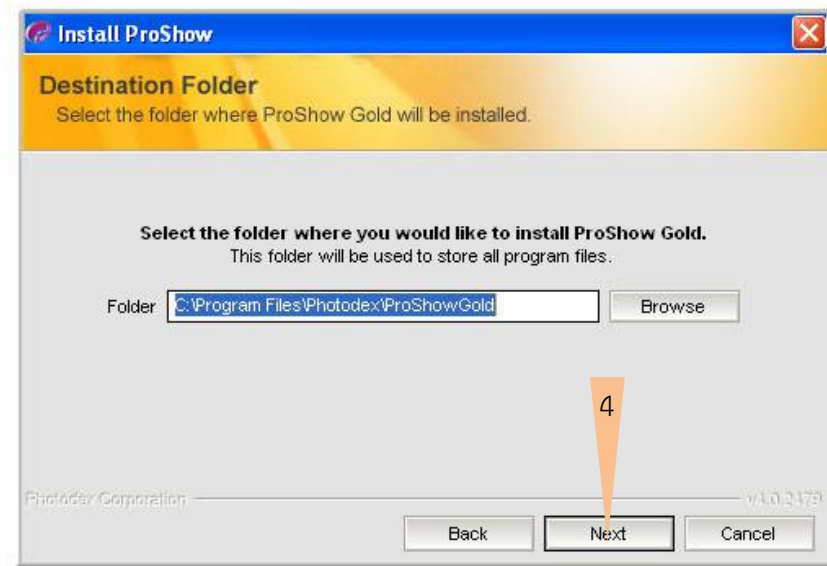 Install ProShow
Destination Folder
Select the folder where ProShow Gold will be installed.
Select the folder where you would like to install ProShow Gold.
This folder will be used to store all program files.
Folder C:\Program Files\Photodex\ProShowGold Browse
4
Photodex Corporation v4.0.2479
Back Next Cancel